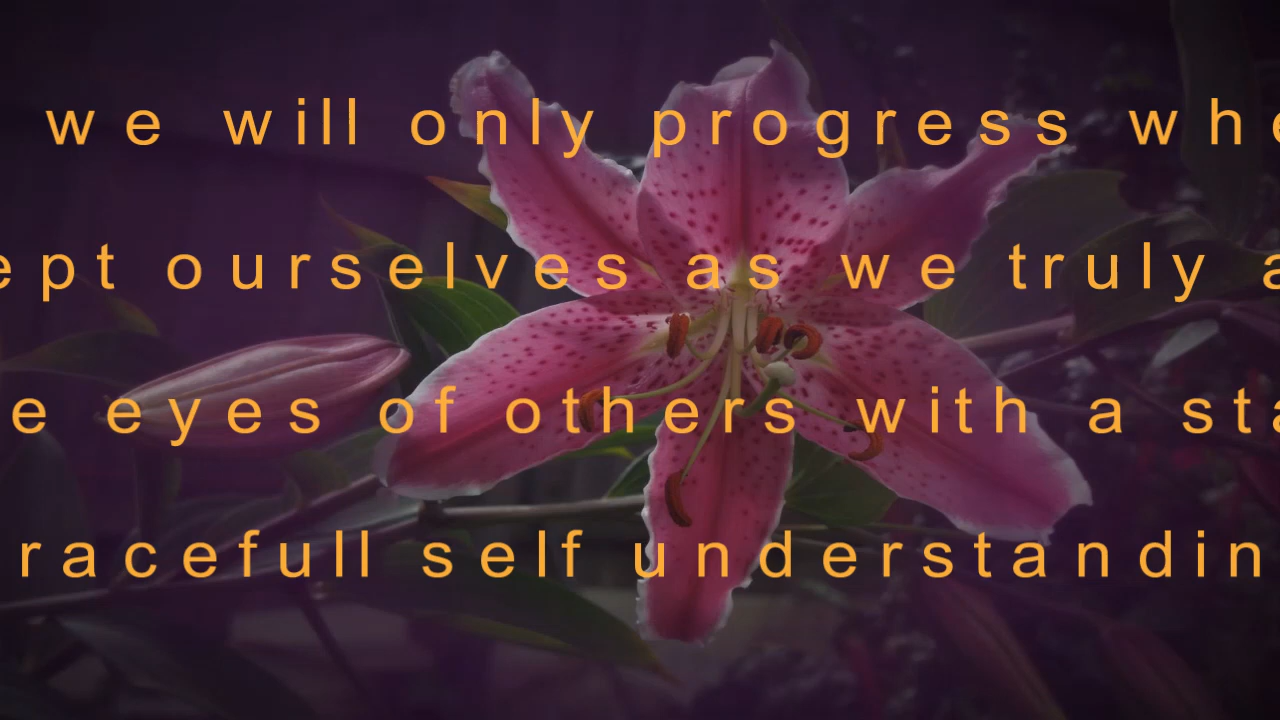 we will only progress whe
ept ourselves as we truly a
e eyes of others with a sta
racefull self understandin